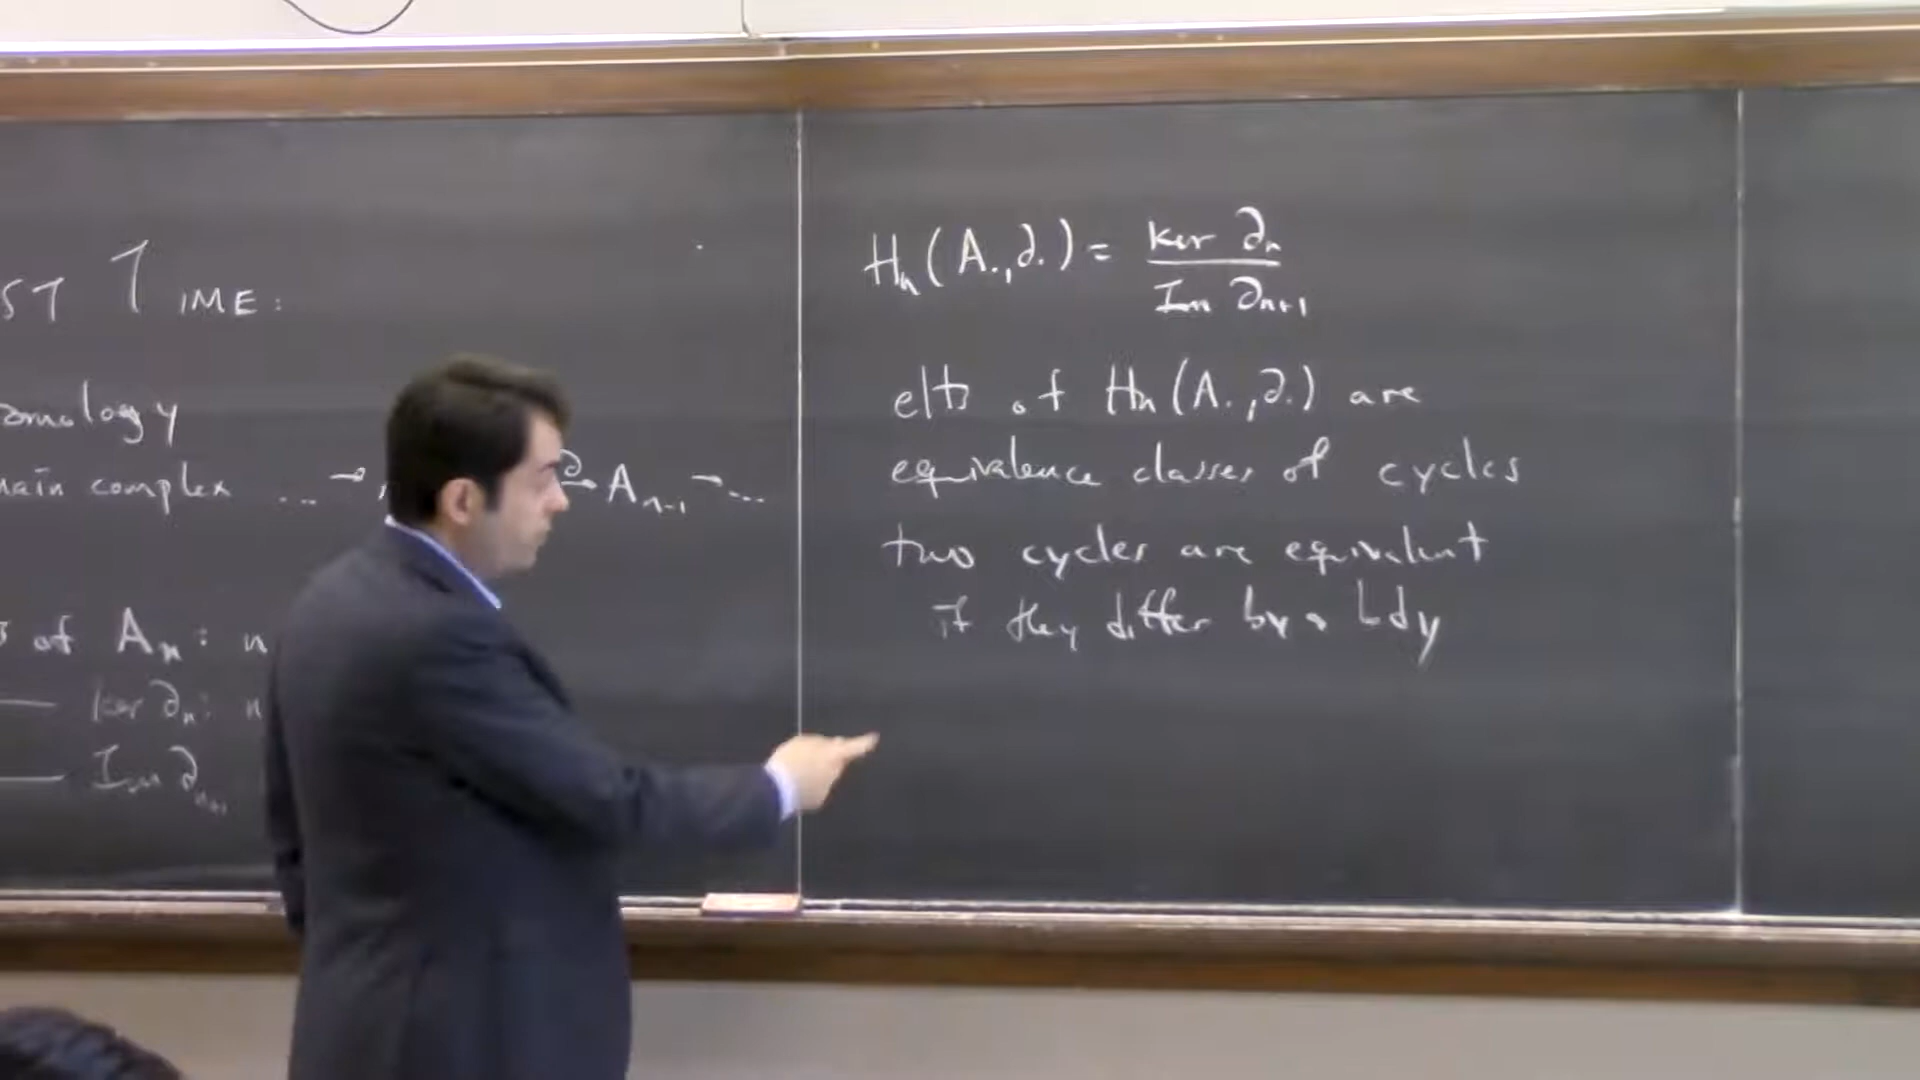 ST TIME:
omology
hain complex ... → A_{n-1} → ...
of A_n: n
ker ∂_n: n
Im ∂_{n+1}
H_n(A., ∂.) = ker ∂_n / Im ∂_{n+1}
elts of H_n(A., ∂.) are
equivalence classes of cycles
two cycles are equivalent
if they differ by a bdy